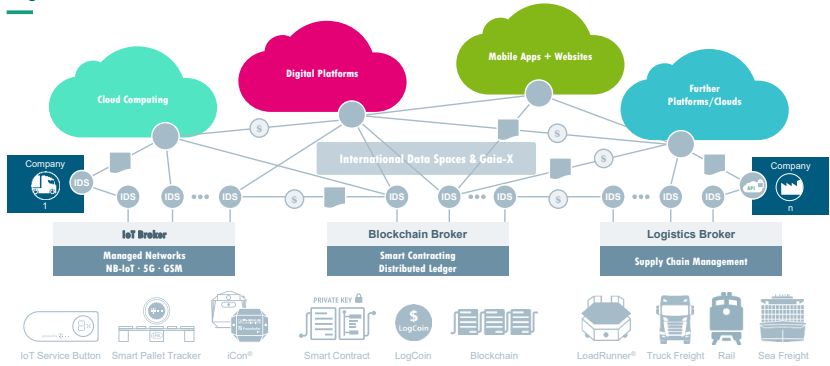 Digital Platforms
Mobile Apps + Websites
Cloud Computing
Further
Platforms/Clouds
$
$
$
International Data Spaces & Gaia-X
Company
1
IDS
Company
n
API
IDS
IDS
IDS
$
IDS
IDS
IDS
$
IDS
IDS
IDS
IoT Broker
Managed Networks
NB-IoT · 5G · GSM
Blockchain Broker
Smart Contracting
Distributed Ledger
Logistics Broker
Supply Chain Management
PRIVATE KEY
$
LogCoin
IoT Service Button
Smart Pallet Tracker
iCon®
Smart Contract
LogCoin
Blockchain
LoadRunner®
Truck Freight
Rail
Sea Freight